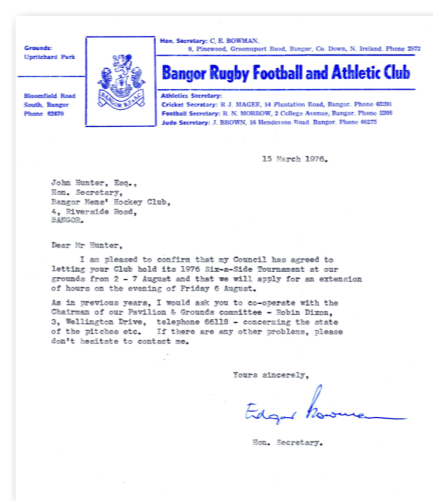 Hon. Secretary: C. E. BOWMAN,
9, Pinewood, Groomsport Road, Bangor, Co. Down, N. Ireland. Phone 2872
Grounds:
Upritchard Park
Bangor Rugby Football and Athletic Club
Bloomfield Road
South, Bangor
Phone 62670
Athletics Secretary:
Cricket Secretary: R. J. MAGEE, 14 Plantation Road, Bangor. Phone
Football Secretary: R. N. MORROW, 2 College Avenue, Bangor. Phone
Judo Secretary: J. BROWN, 16 Henderson Road Bangor. Phone
15 March 1976.
John Hunter, Esq.,
Hon. Secretary,
Bangor Mens' Hockey Club,
4, Riverside Road,
BANGOR.
Dear Mr Hunter,
I am pleased to confirm that my Council has agreed to
letting your Club hold its 1976 Six-a-Side Tournament at our
grounds from 2 - 7 August and that we will apply for an extension
of hours on the evening of Friday 6 August.
As in previous years, I would ask you to co-operate with the
Chairman of our Pavilion & Grounds committee - Robin Dixon,
3, Wellington Drive, telephone 66118 - concerning the state
of the pitches etc. If there are any other problems, please
don't hesitate to contact me.
Yours sincerely,
Edgar Bowman
Hon. Secretary.